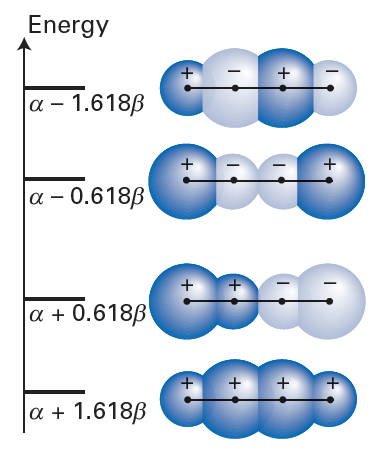 Energy
+ − + −
α − 1.618β
+ − − +
α − 0.618β
+ + − −
α + 0.618β
+ + + +
α + 1.618β